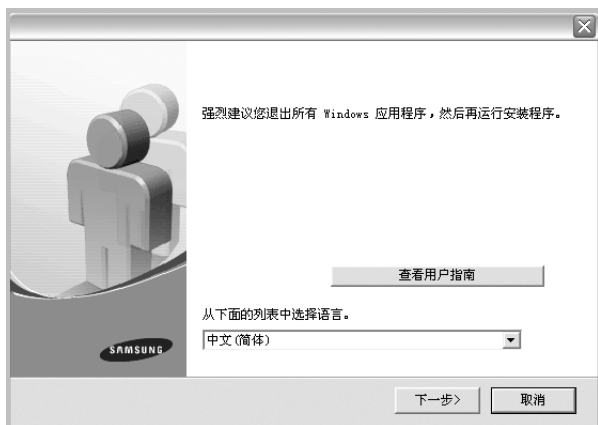 强烈建议您退出所有 Windows 应用程序，然后再运行安装程序。
查看用户指南
从下面的列表中选择语言。
中文(简体)
SAMSUNG
下一步>
取消